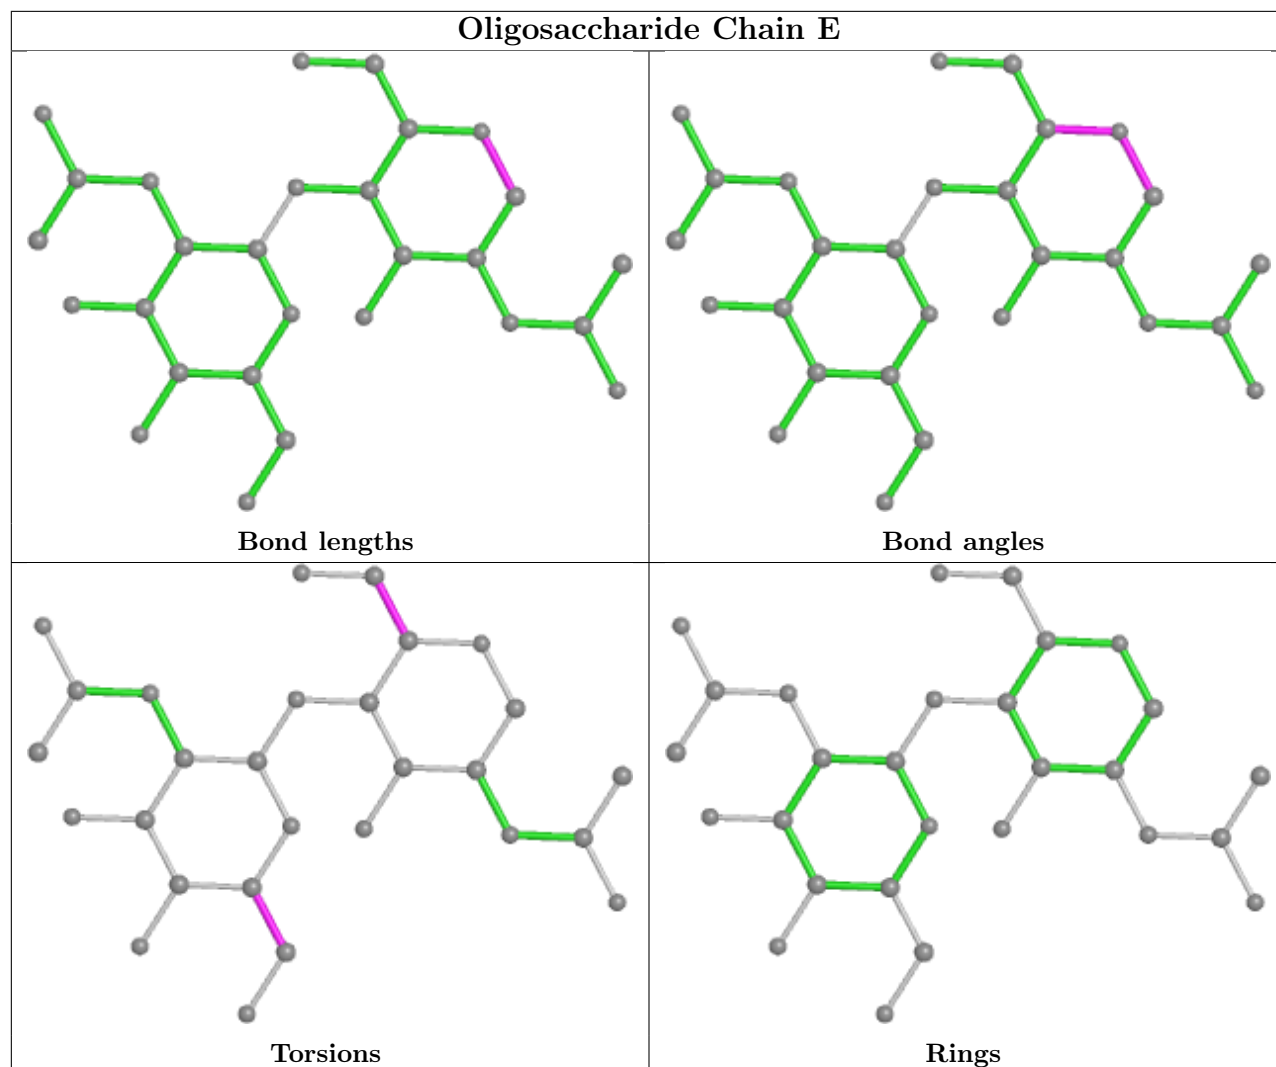 Oligosaccharide Chain E
Bond lengths
Bond angles
Torsions
Rings